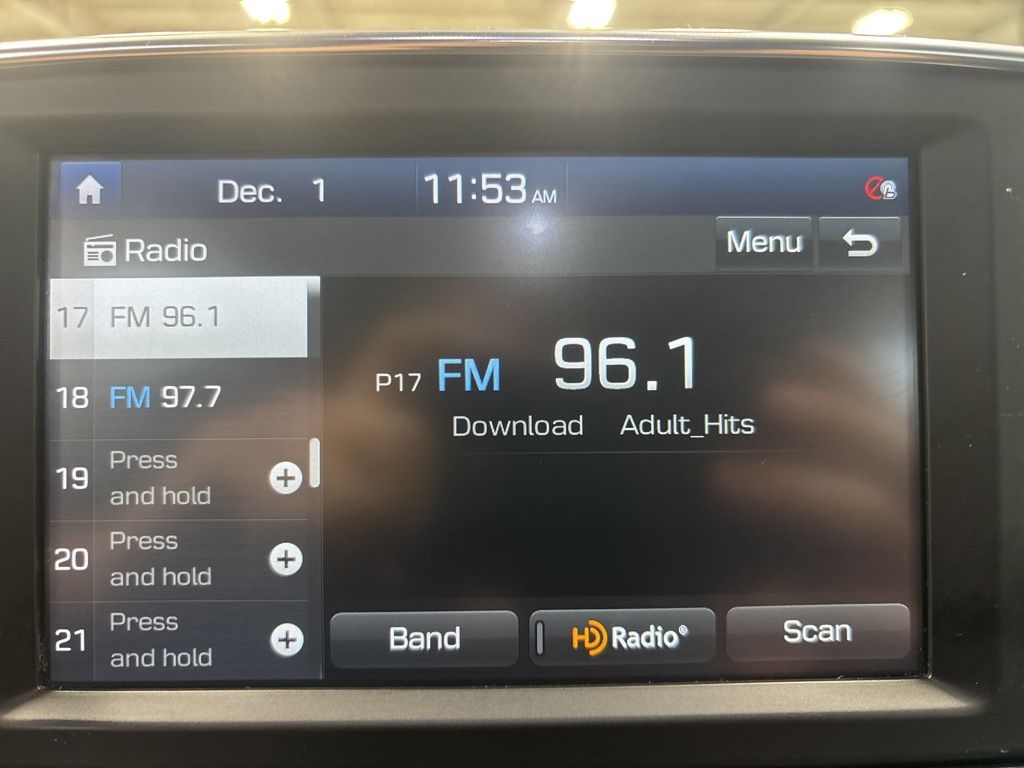 Dec. 1 11:53 AM
Radio Menu
17 FM 96.1
18 FM 97.7
19 Press and hold
20 Press and hold
21 Press and hold
P17 FM 96.1
Download Adult_Hits
Band HD Radio® Scan